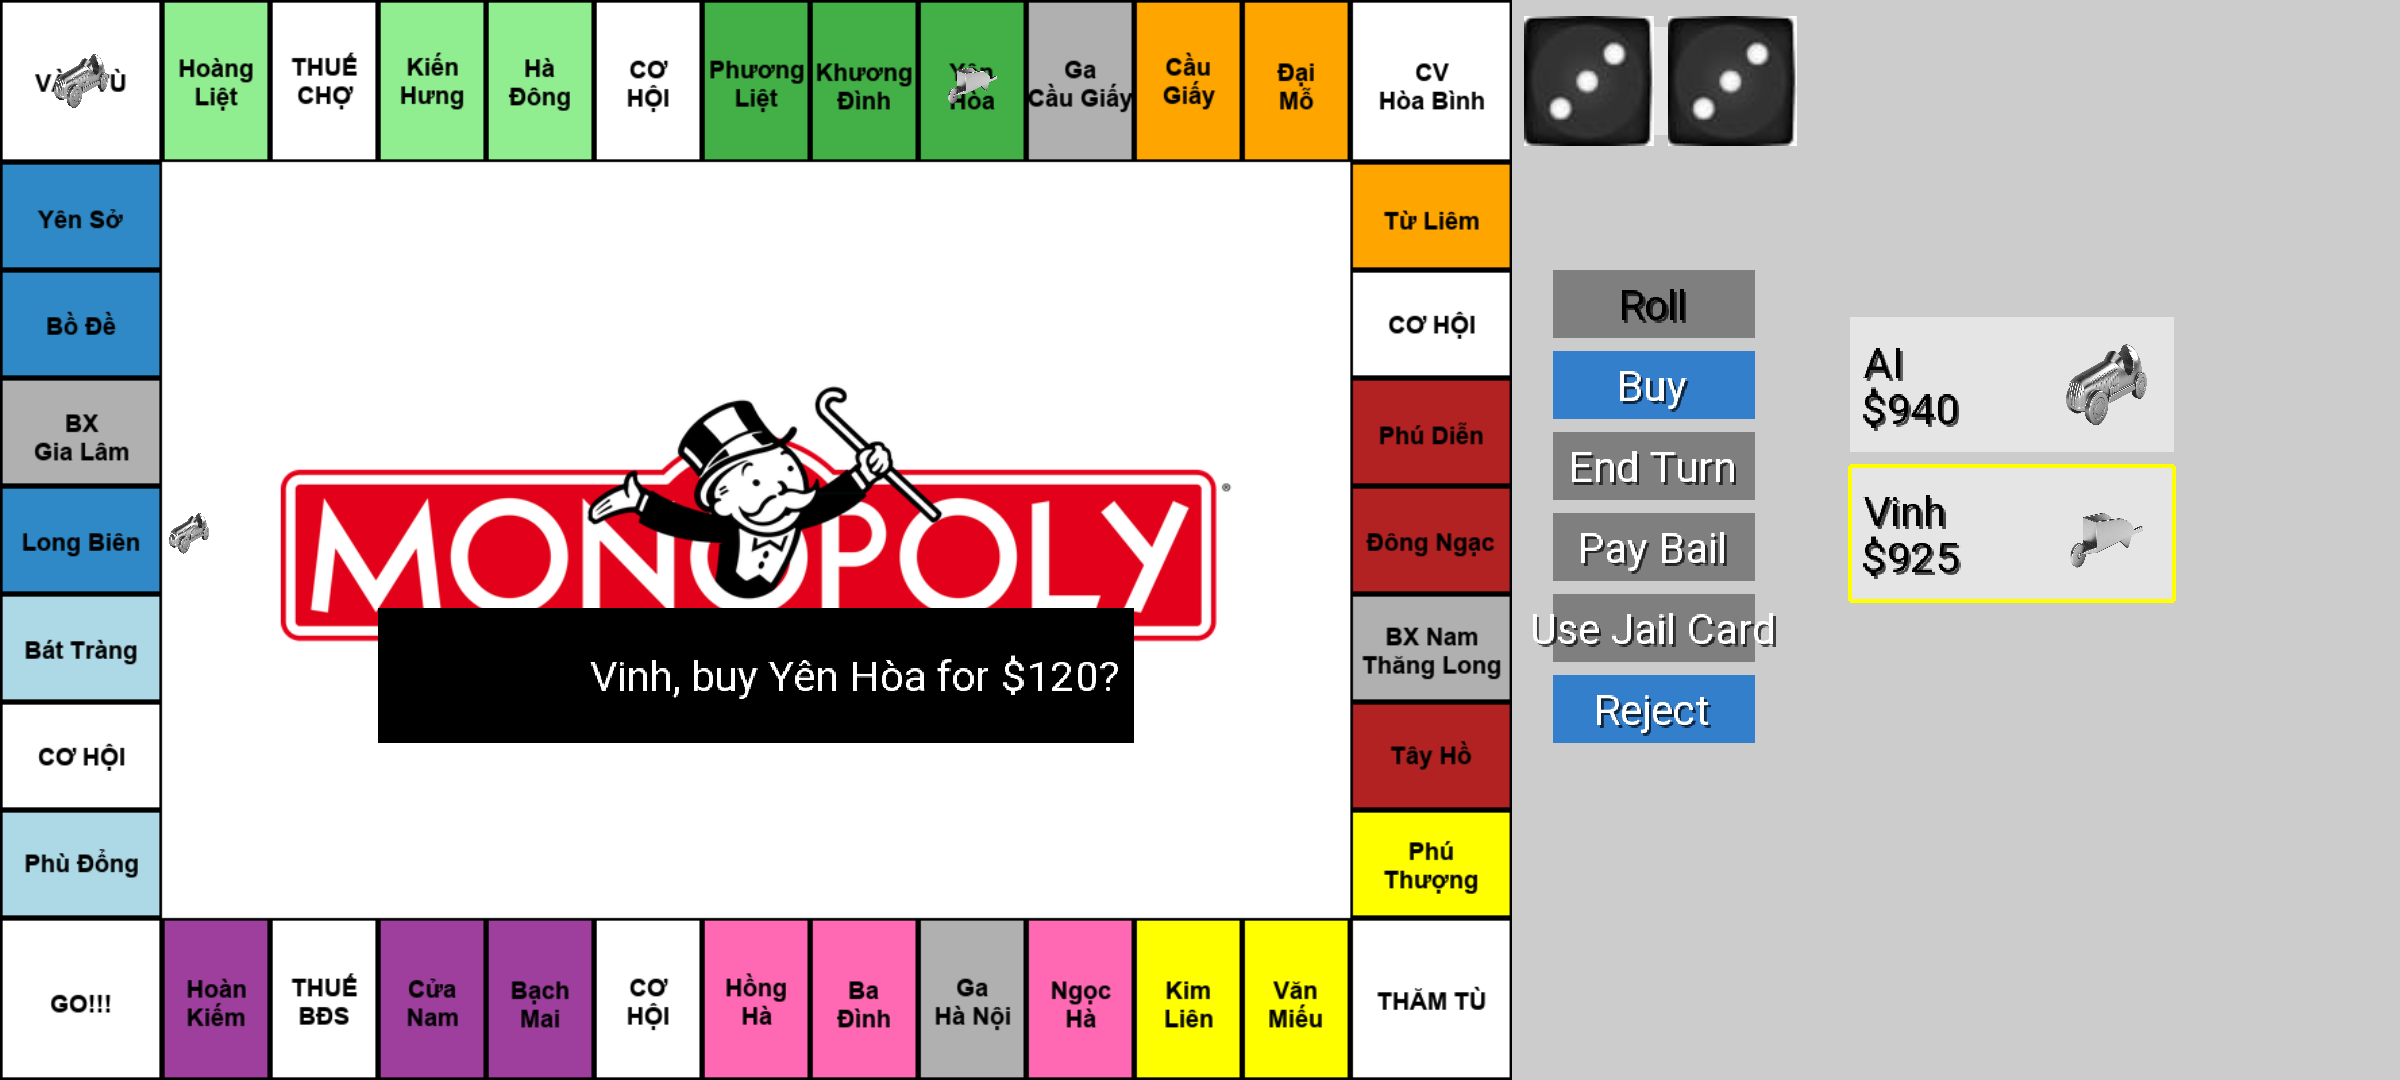 Hoàng
Liệt
THUẾ
CHỢ
Kiến
Hưng
Hà
Đông
CƠ
HỘI
Phương
Liệt
Khương
Đình
Hòa
Ga
Cầu Giấy
Cầu
Giấy
Đại
Mỗ
CV
Hòa Bình
Yên Sở
Bồ Đề
BX
Gia Lâm
Long Biên
Bát Tràng
CƠ HỘI
Phù Đổng
Từ Liêm
CƠ HỘI
Phú Diễn
Đông Ngạc
BX Nam
Thăng Long
Tây Hồ
Phú
Thượng
MONOPOLY
®
Vinh, buy Yên Hòa for $120?
GO!!!
Hoàn
Kiếm
THUẾ
BĐS
Cửa
Nam
Bạch
Mai
CƠ
HỘI
Hồng
Hà
Ba
Đình
Ga
Hà Nội
Ngọc
Hà
Kim
Liên
Văn
Miếu
THĂM TÙ
Roll
Buy
End Turn
Pay Bail
Use Jail Card
Reject
AI
$940
Vinh
$925